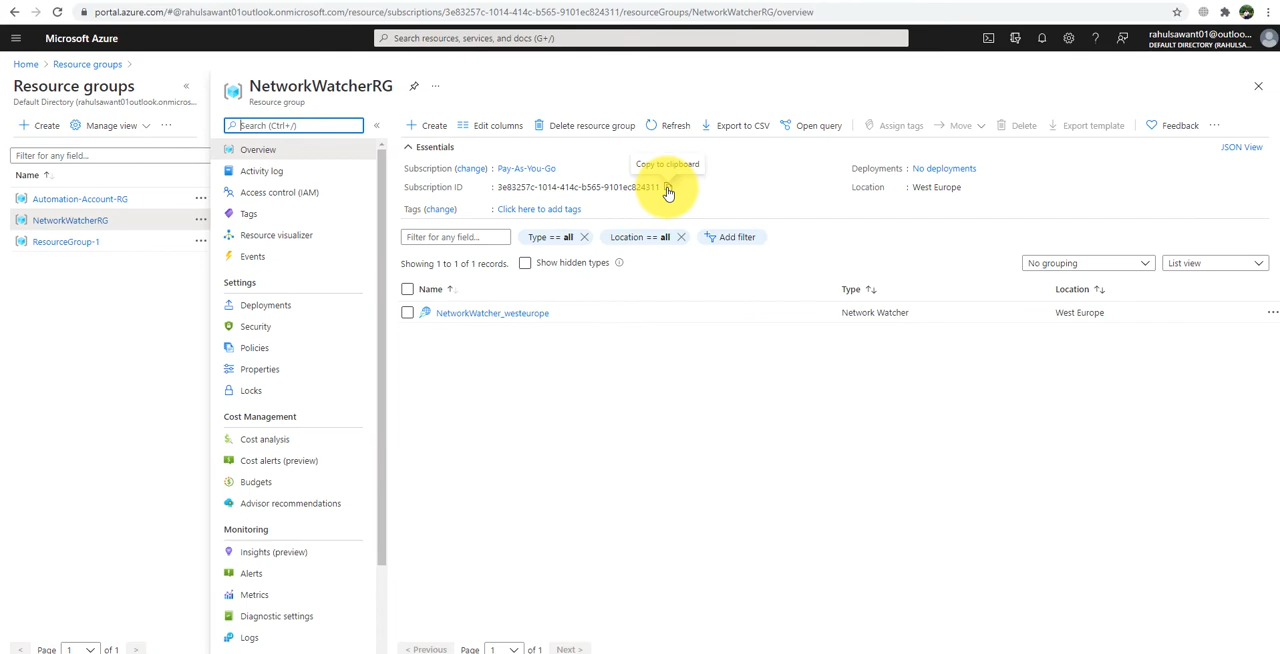 portal.azure.com/#@rahulsawant01outlook.onmicrosoft.com/resource/subscriptions/3e83257c-1014-414c-b565-9101ec824311/resourceGroups/NetworkWatcherRG/overview
Microsoft Azure
Search resources, services, and docs (G+/)
rahulsawant01@outloo...
DEFAULT DIRECTORY (RAHULSA...
Home > Resource groups >
Resource groups
Default Directory (rahulsawant01outlook.onmicros...
Create Manage view
Filter for any field...
Name
Automation-Account-RG
NetworkWatcherRG
ResourceGroup-1
< Page 1 of 1 >
NetworkWatcherRG
Resource group
Search (Ctrl+/)
Overview
Activity log
Access control (IAM)
Tags
Resource visualizer
Events
Settings
Deployments
Security
Policies
Properties
Locks
Cost Management
Cost analysis
Cost alerts (preview)
Budgets
Advisor recommendations
Monitoring
Insights (preview)
Alerts
Metrics
Diagnostic settings
Logs
Create Edit columns Delete resource group Refresh Export to CSV Open query Assign tags Move Delete Export template Feedback
Essentials
JSON View
Copy to clipboard
Subscription (change) : Pay-As-You-Go
Deployments : No deployments
Subscription ID : 3e83257c-1014-414c-b565-9101ec824311
Location : West Europe
Tags (change) : Click here to add tags
Filter for any field... Type == all Location == all Add filter
Showing 1 to 1 of 1 records. Show hidden types
No grouping List view
Name Type Location
NetworkWatcher_westeurope Network Watcher West Europe
< Previous Page 1 of 1 Next >